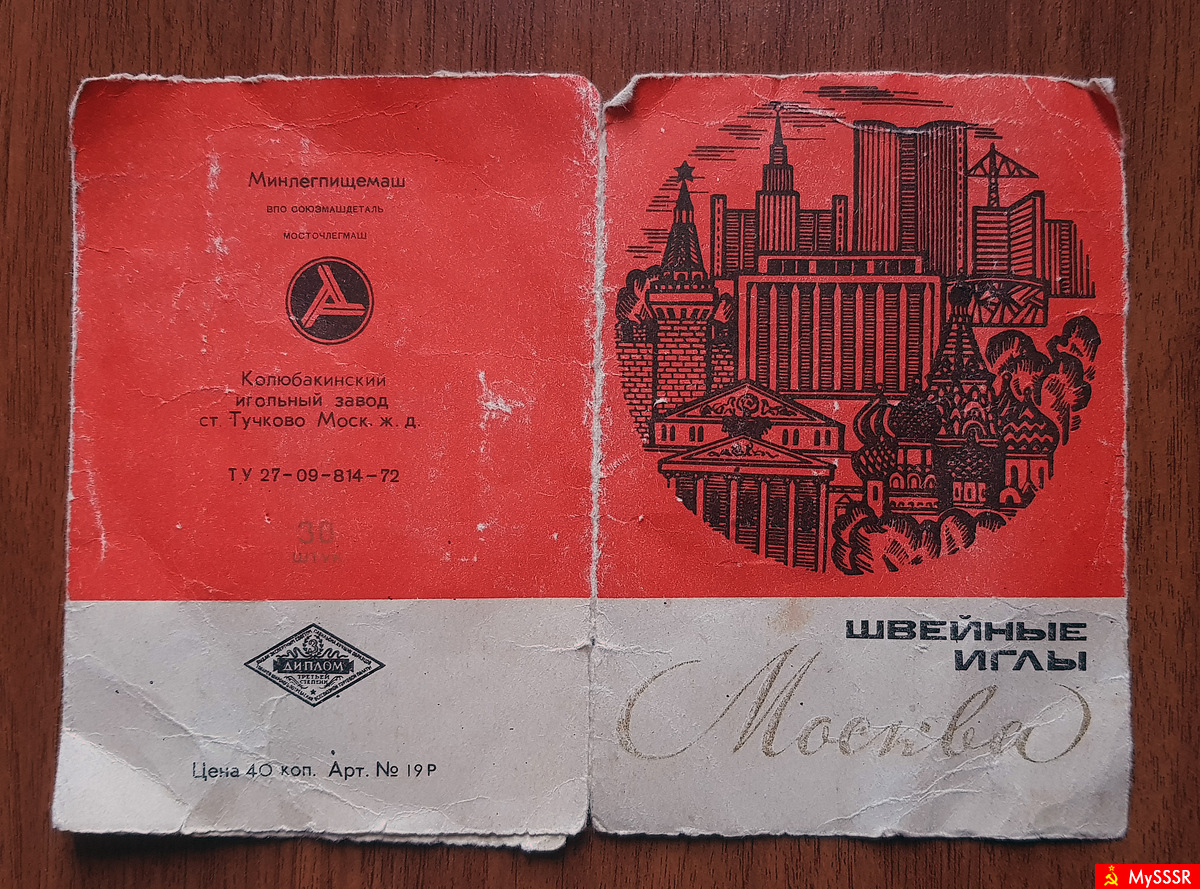 Минлегпищемаш
ВПО СОЮЗМАШДЕТАЛЬ
МОСТОЧЛЕГМАШ
Колюбакинский
игольный завод
ст. Тучково Моск. ж. д.
ТУ 27-09-814-72
30
ШТУК
ДИПЛОМ
ТРЕТЬЕЙ
СТЕПЕНИ
Цена 40 коп. Арт. № 19Р
ШВЕЙНЫЕ
ИГЛЫ
Москва
MySSSR